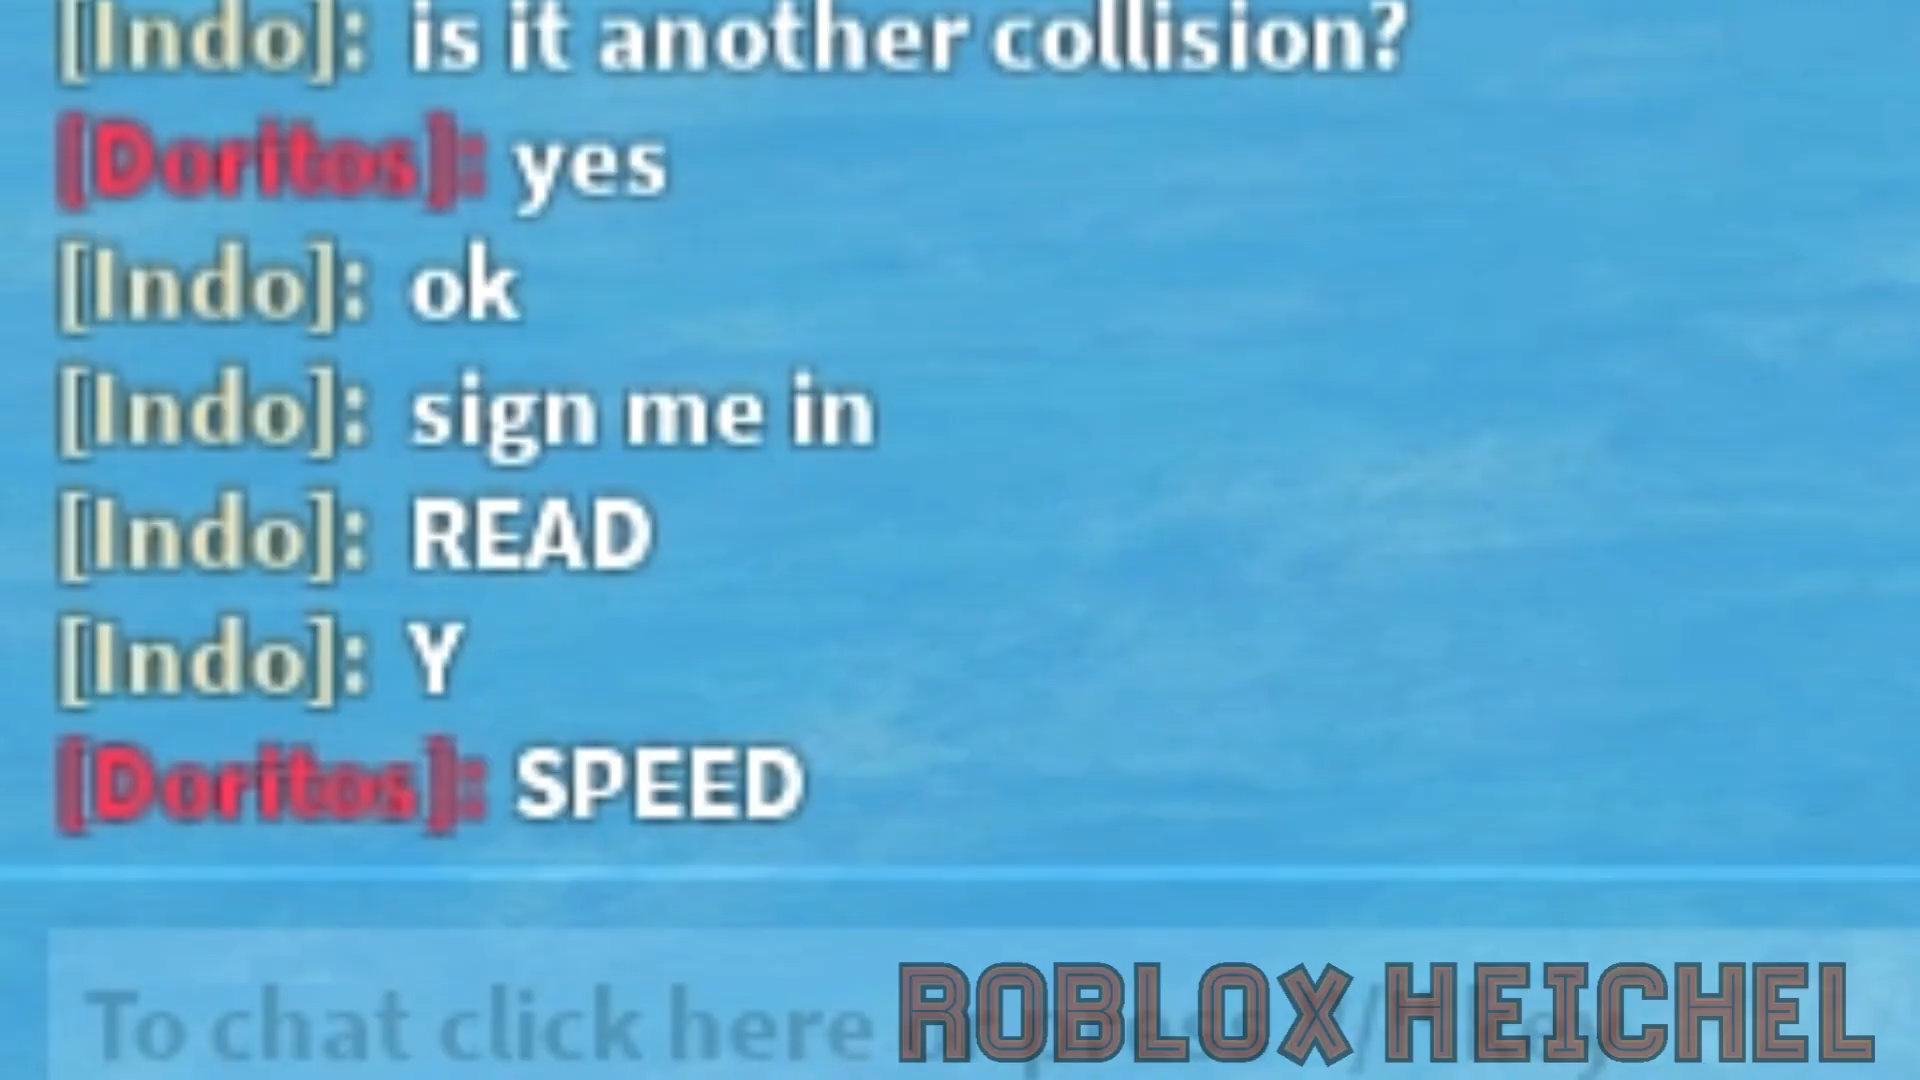 [Indo]: is it another collision?
[Doritos]: yes
[Indo]: ok
[Indo]: sign me in
[Indo]: READ
[Indo]: Y
[Doritos]: SPEED
To chat click here
ROBLOX HEICHEL